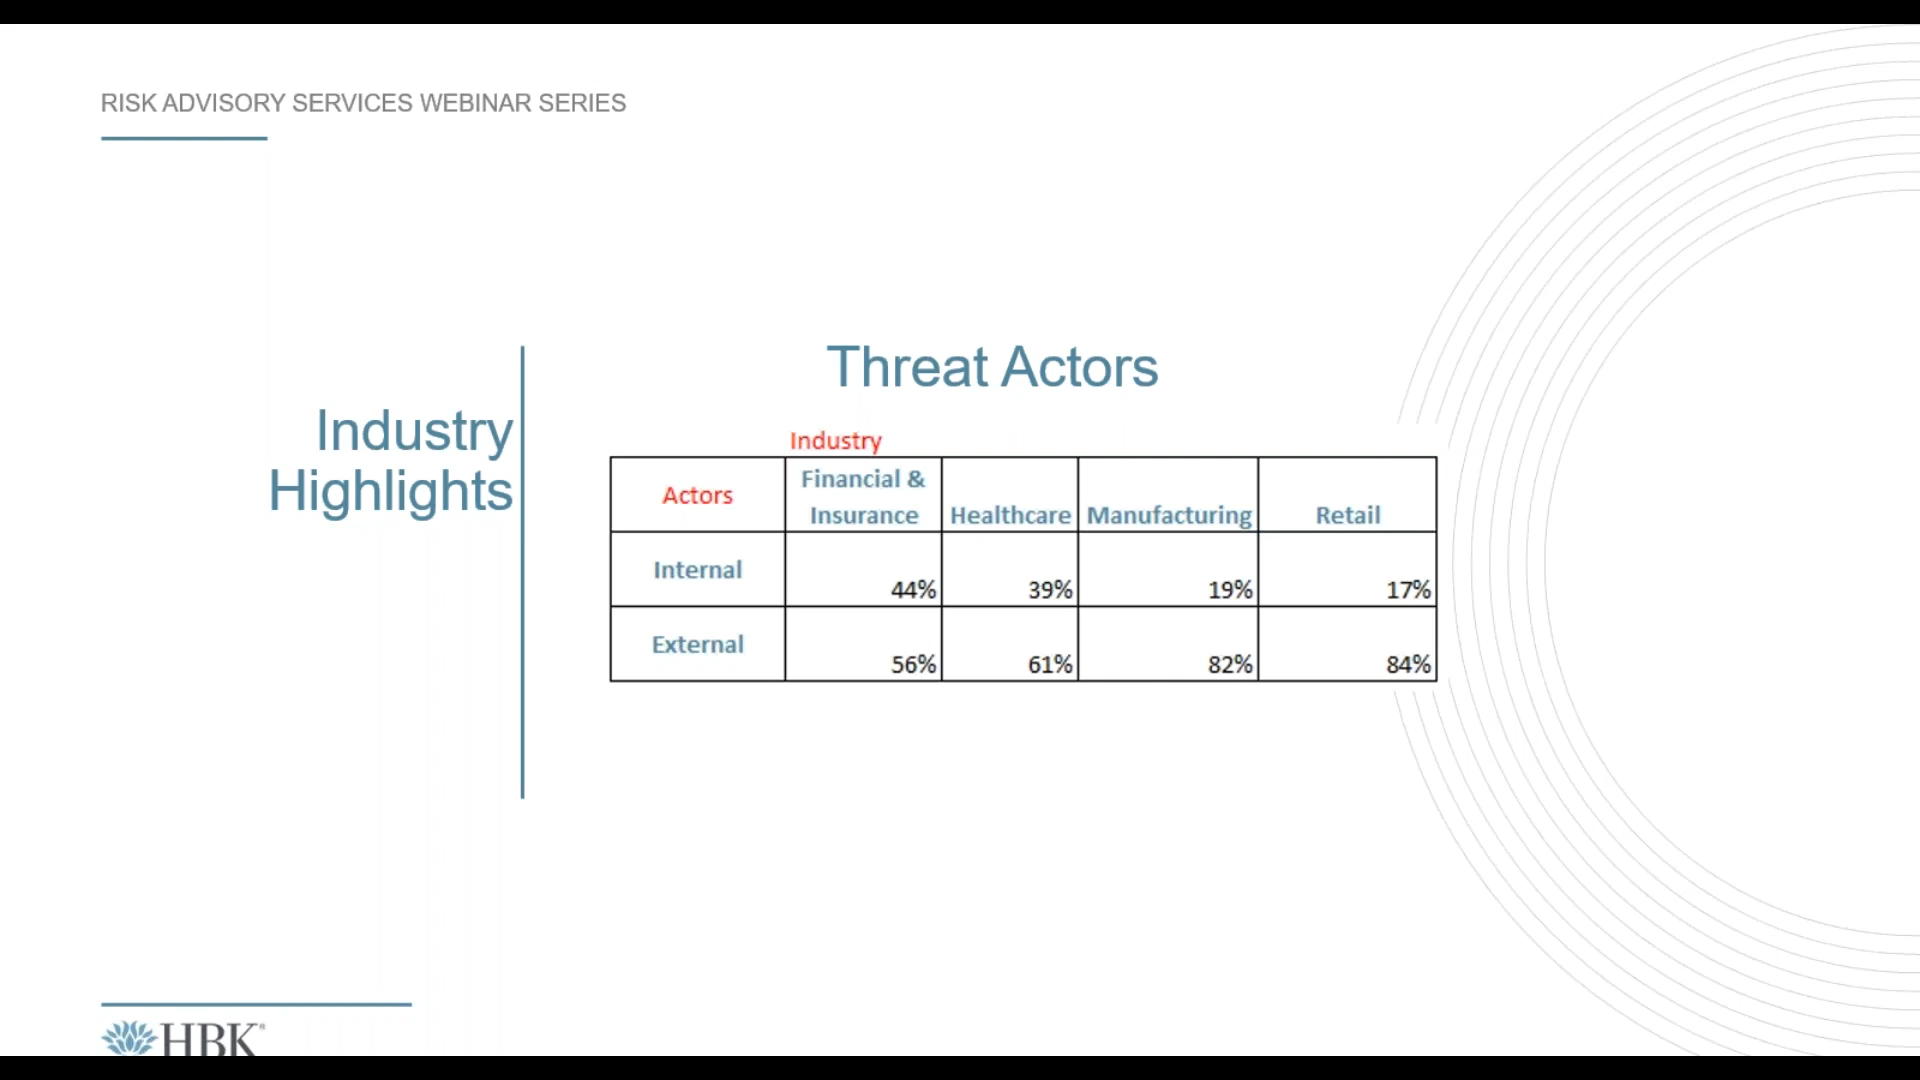 RISK ADVISORY SERVICES WEBINAR SERIES
Industry
Highlights
Threat Actors
Industry
Actors
Financial &
Insurance
Healthcare
Manufacturing
Retail
Internal
44%
39%
19%
17%
External
56%
61%
82%
84%
HBK®